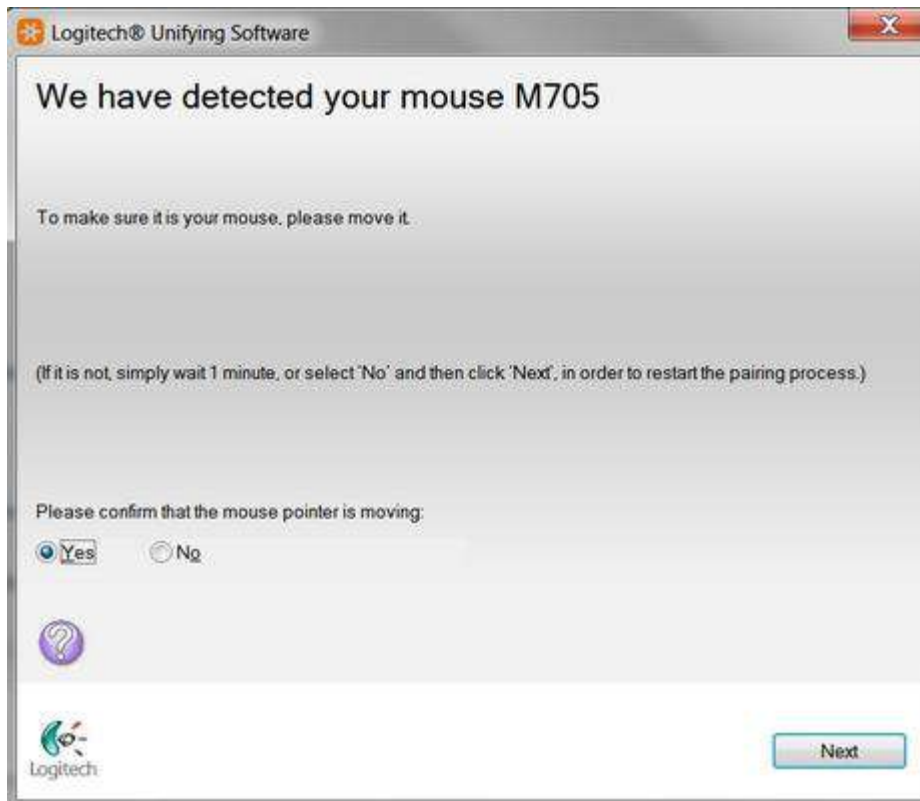 Logitech® Unifying Software
We have detected your mouse M705
To make sure it is your mouse, please move it.
(If it is not, simply wait 1 minute, or select 'No' and then click 'Next', in order to restart the pairing process.)
Please confirm that the mouse pointer is moving:
Yes No
Logitech
Next